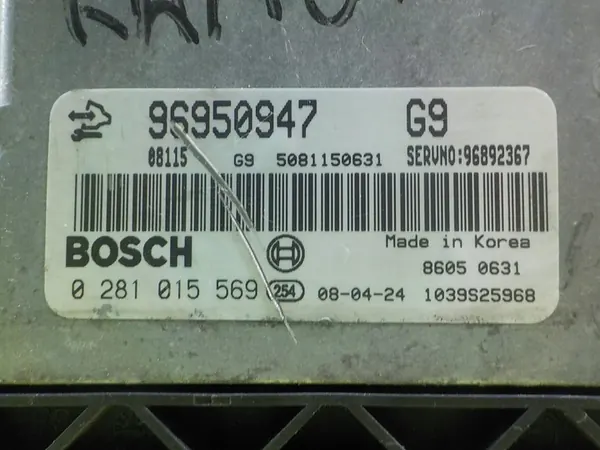 96950947 G9
08115 G9 5081150631 SERVNO:96892367
BOSCH Made in Korea
8605 0631
0 281 015 569 254 08-04-24 1039S25968